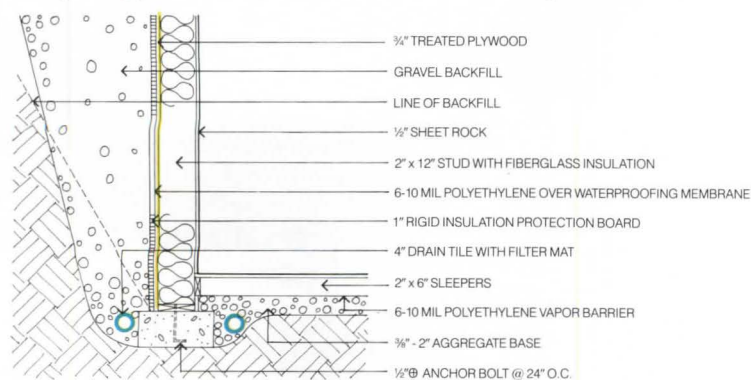 ¾" TREATED PLYWOOD
GRAVEL BACKFILL
LINE OF BACKFILL
½" SHEET ROCK
2" x 12" STUD WITH FIBERGLASS INSULATION
6-10 MIL POLYETHYLENE OVER WATERPROOFING MEMBRANE
1" RIGID INSULATION PROTECTION BOARD
4" DRAIN TILE WITH FILTER MAT
2" x 6" SLEEPERS
6-10 MIL POLYETHYLENE VAPOR BARRIER
⅜" - 2" AGGREGATE BASE
½"⌀ ANCHOR BOLT @ 24" O.C.